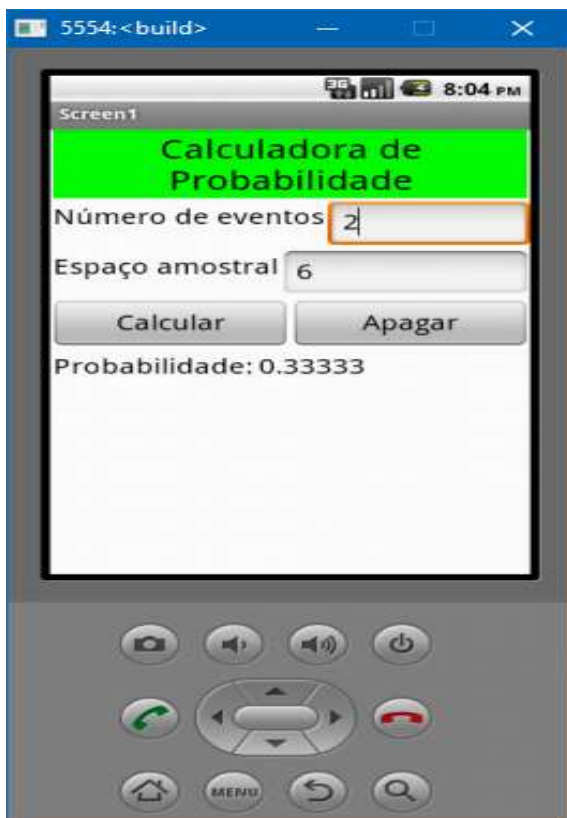 5554:<build>
3G 8:04 PM
Screen1
Calculadora de
Probabilidade
Número de eventos 2
Espaço amostral 6
Calcular Apagar
Probabilidade: 0.33333
MENU